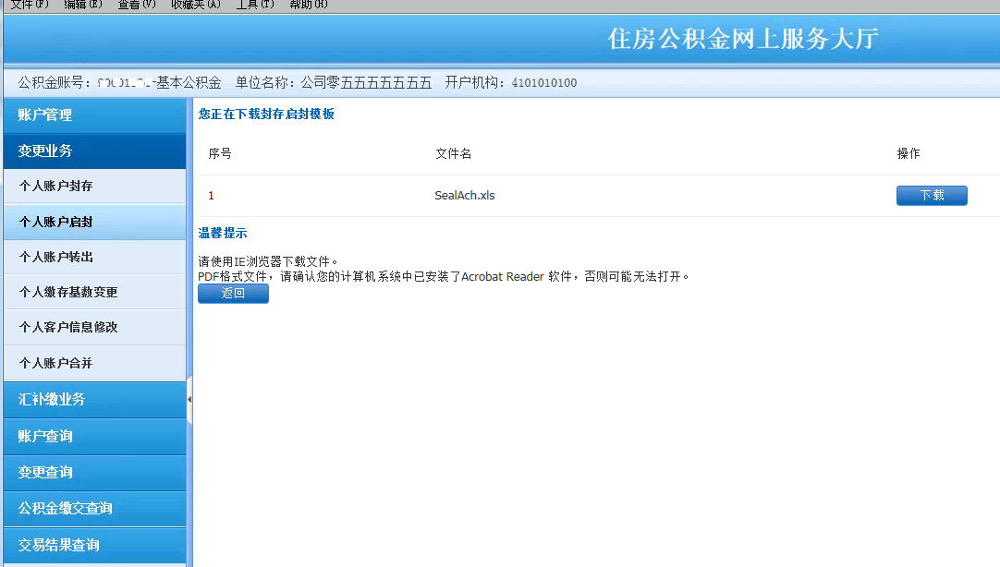 文件(F) 编辑(E) 查看(V) 收藏夹(A) 工具(T) 帮助(H)
住房公积金网上服务大厅
公积金账号: -基本公积金 单位名称: 公司零五五五五五五五 开户机构: 4101010100
账户管理
变更业务
个人账户封存
个人账户启封
个人账户转出
个人缴存基数变更
个人客户信息修改
个人账户合并
汇补缴业务
账户查询
变更查询
公积金缴交查询
交易结果查询
您正在下载封存启封模板
序号 文件名 操作
1 SealAch.xls 下载
温馨提示
请使用IE浏览器下载文件。
PDF格式文件，请确认您的计算机系统中已安装了Acrobat Reader 软件，否则可能无法打开。
返回